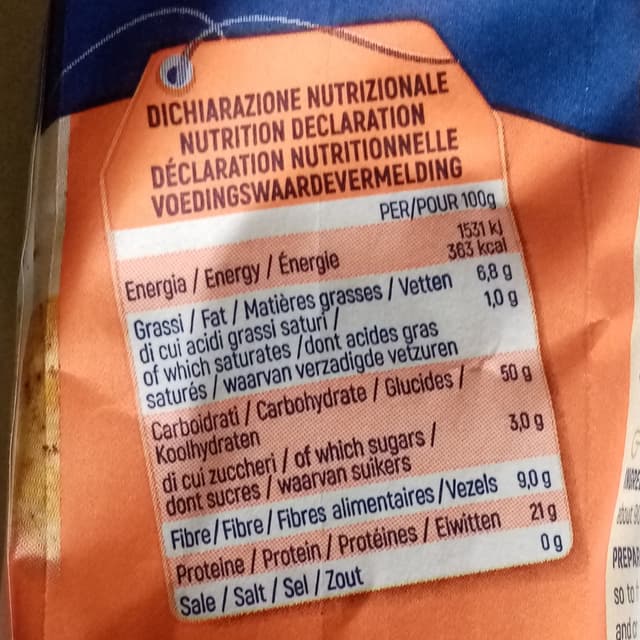 DICHIARAZIONE NUTRIZIONALE
NUTRITION DECLARATION
DÉCLARATION NUTRITIONNELLE
VOEDINGSWAARDEVERMELDING
PER/POUR 100g
Energia / Energy / Énergie 1531 kj
363 kcal
Grassi / Fat / Matières grasses / Vetten 6,8 g
di cui acidi grassi saturi / 1,0 g
of which saturates /dont acides gras
saturés / waarvan verzadigde vetzuren
Carboidrati / Carbohydrate / Glucides / 50 g
Koolhydraten
di cui zuccheri / of which sugars / 3,0 g
dont sucres / waarvan suikers
Fibre/Fibre/Fibres alimentaires/Vezels 9,0 g
Proteine / Protein / Protéines / Eiwitten 21 g
Sale / Salt / Sel / Zout 0 g
so to